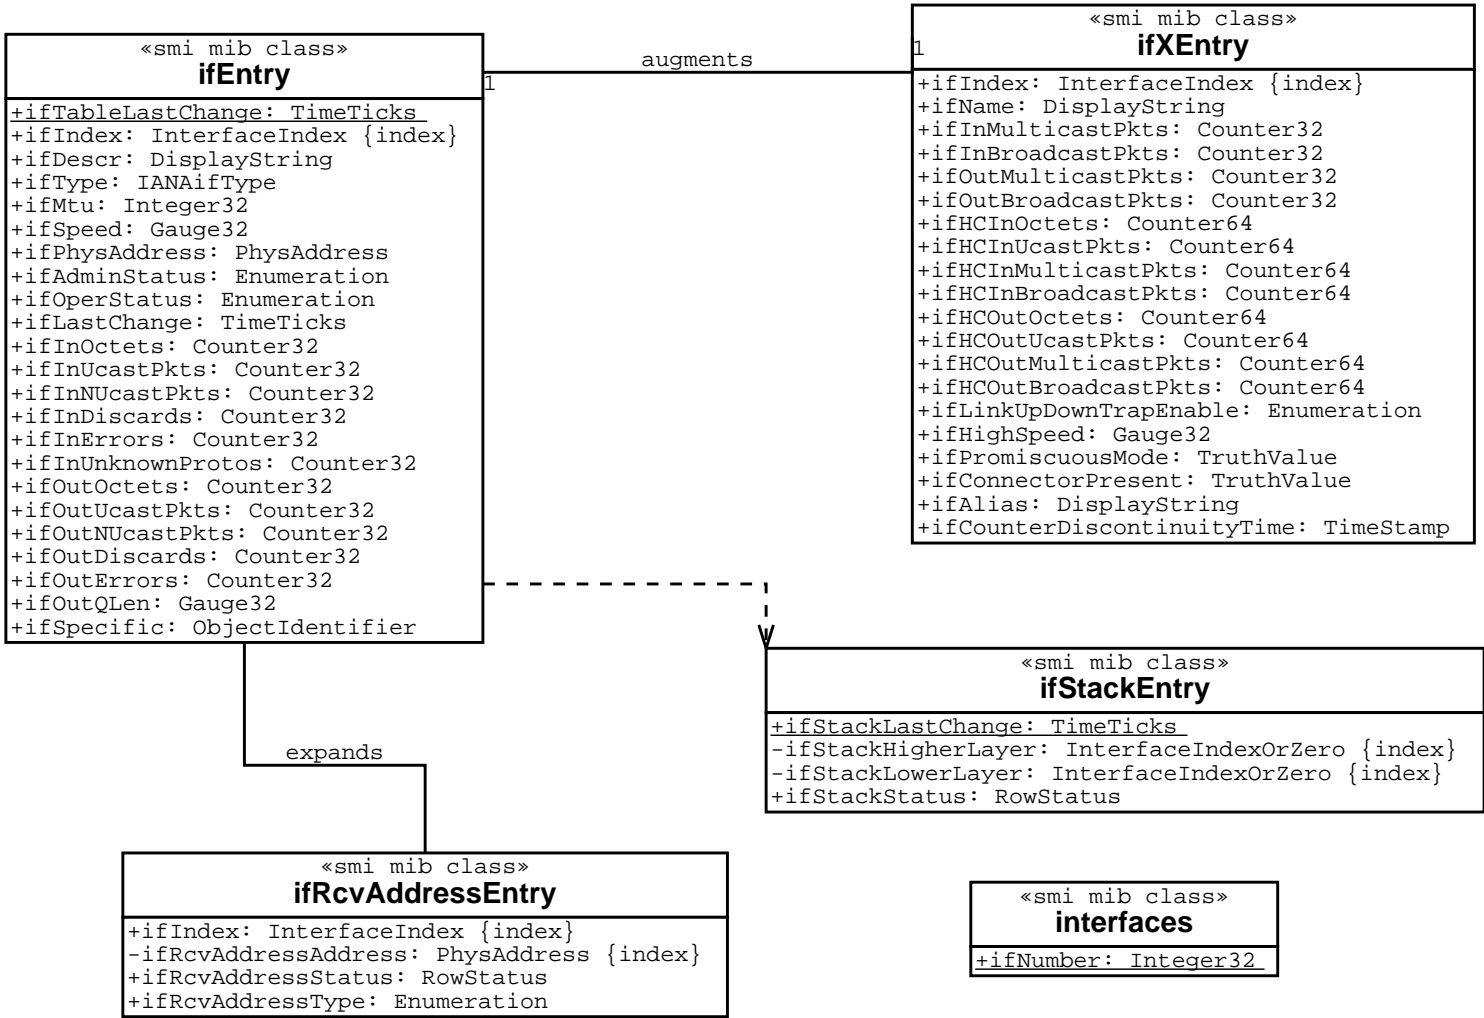 «smi mib class»
ifEntry
+ifTableLastChange: TimeTicks
+ifIndex: InterfaceIndex {index}
+ifDescr: DisplayString
+ifType: IANAifType
+ifMtu: Integer32
+ifSpeed: Gauge32
+ifPhysAddress: PhysAddress
+ifAdminStatus: Enumeration
+ifOperStatus: Enumeration
+ifLastChange: TimeTicks
+ifInOctets: Counter32
+ifInUcastPkts: Counter32
+ifInNUcastPkts: Counter32
+ifInDiscards: Counter32
+ifInErrors: Counter32
+ifInUnknownProtos: Counter32
+ifOutOctets: Counter32
+ifOutUcastPkts: Counter32
+ifOutNUcastPkts: Counter32
+ifOutDiscards: Counter32
+ifOutErrors: Counter32
+ifOutQLen: Gauge32
+ifSpecific: ObjectIdentifier
augments
1
1
«smi mib class»
ifXEntry
+ifIndex: InterfaceIndex {index}
+ifName: DisplayString
+ifInMulticastPkts: Counter32
+ifInBroadcastPkts: Counter32
+ifOutMulticastPkts: Counter32
+ifOutBroadcastPkts: Counter32
+ifHCInOctets: Counter64
+ifHCInUcastPkts: Counter64
+ifHCInMulticastPkts: Counter64
+ifHCInBroadcastPkts: Counter64
+ifHCOutOctets: Counter64
+ifHCOutUcastPkts: Counter64
+ifHCOutMulticastPkts: Counter64
+ifHCOutBroadcastPkts: Counter64
+ifLinkUpDownTrapEnable: Enumeration
+ifHighSpeed: Gauge32
+ifPromiscuousMode: TruthValue
+ifConnectorPresent: TruthValue
+ifAlias: DisplayString
+ifCounterDiscontinuityTime: TimeStamp
«smi mib class»
ifStackEntry
+ifStackLastChange: TimeTicks
-ifStackHigherLayer: InterfaceIndexOrZero {index}
-ifStackLowerLayer: InterfaceIndexOrZero {index}
+ifStackStatus: RowStatus
expands
«smi mib class»
ifRcvAddressEntry
+ifIndex: InterfaceIndex {index}
-ifRcvAddressAddress: PhysAddress {index}
+ifRcvAddressStatus: RowStatus
+ifRcvAddressType: Enumeration
«smi mib class»
interfaces
+ifNumber: Integer32